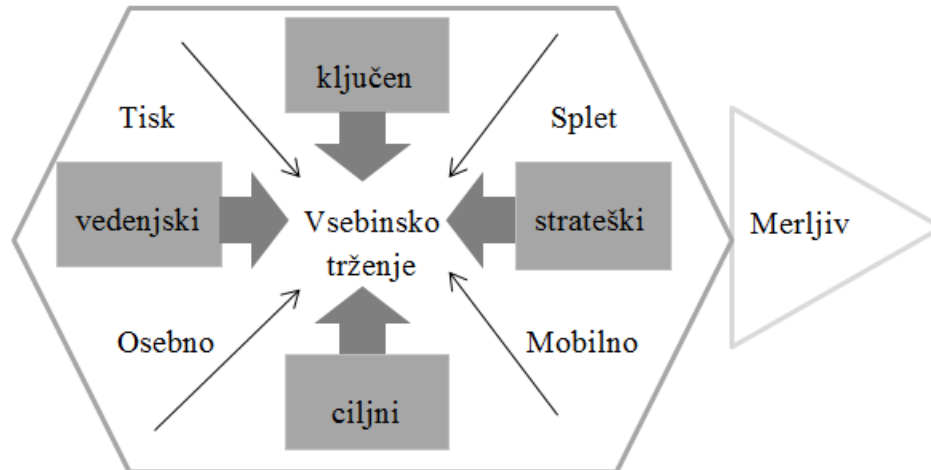 ključen
Tisk
Splet
vedenjski
Vsebinsko
trženje
strateški
Merljiv
Osebno
Mobilno
ciljni